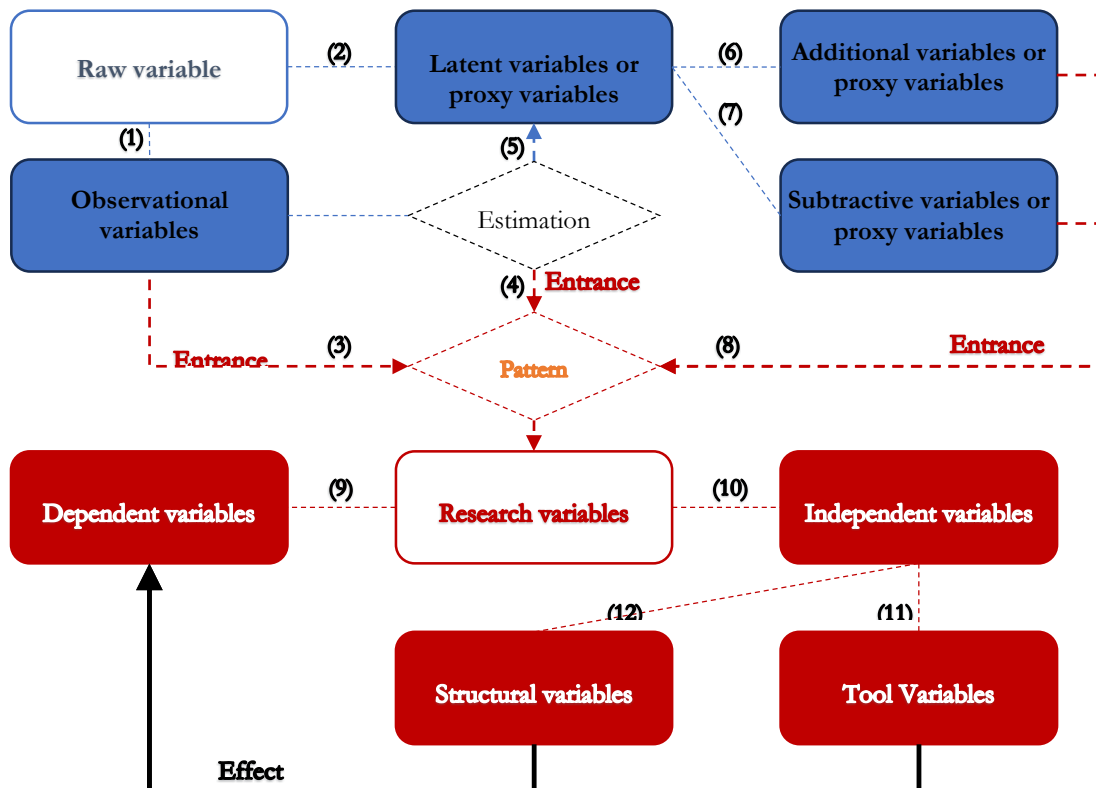 (2)
Raw variable
Latent variables or
proxy variables
(6)
Additional variables or
proxy variables
(7)
(1)
(5)
Observational
variables
Estimation
Subtractive variables or
proxy variables
(4)
Entrance
Entrance
(3)
Pattern
(8)
Entrance
Dependent variables
(9)
Research variables
(10)
Independent variables
(12)
(11)
Structural variables
Tool Variables
Effect